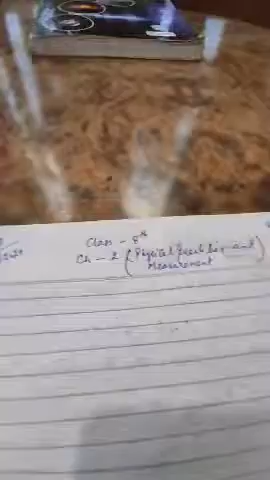 Class - 8th
Ch - 2 ( Physical Quantities and
Measurement )